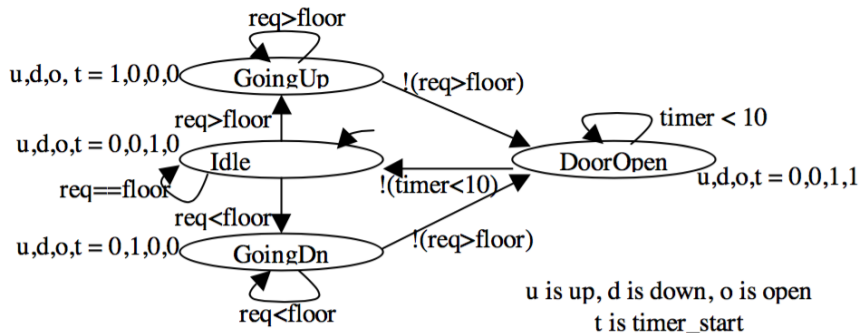 req>floor
u,d,o, t = 1,0,0,0
GoingUp
!(req>floor)
req>floor
timer < 10
u,d,o,t = 0,0,1,0
Idle
DoorOpen
req==floor
!(timer<10)
u,d,o,t = 0,0,1,1
req<floor
u,d,o,t = 0,1,0,0
GoingDn
!(req>floor)
req<floor
u is up, d is down, o is open
t is timer_start